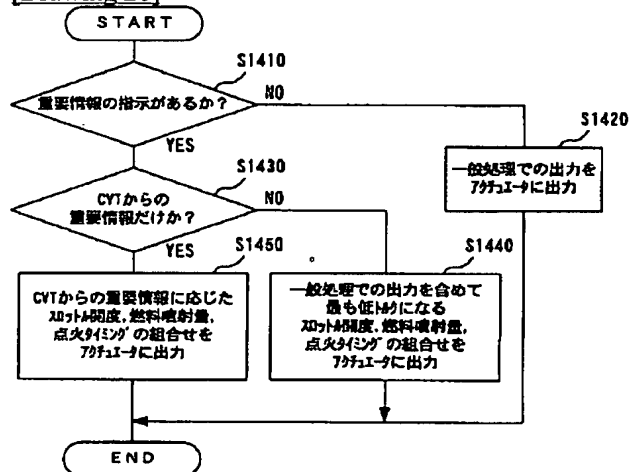 START
S1410
重要情報の指示があるか?
NO
YES
S1420
一般処理での出力を
アクチュエータに出力
S1430
CVTからの
重要情報だけか?
NO
YES
S1450
CVTからの重要情報に応じた
スロットル開度,燃料噴射量,
点火タイミングの組合せを
アクチュエータに出力
S1440
一般処理での出力を含めて
最も低トルクになる
スロットル開度,燃料噴射量,
点火タイミングの組合せを
アクチュエータに出力
END